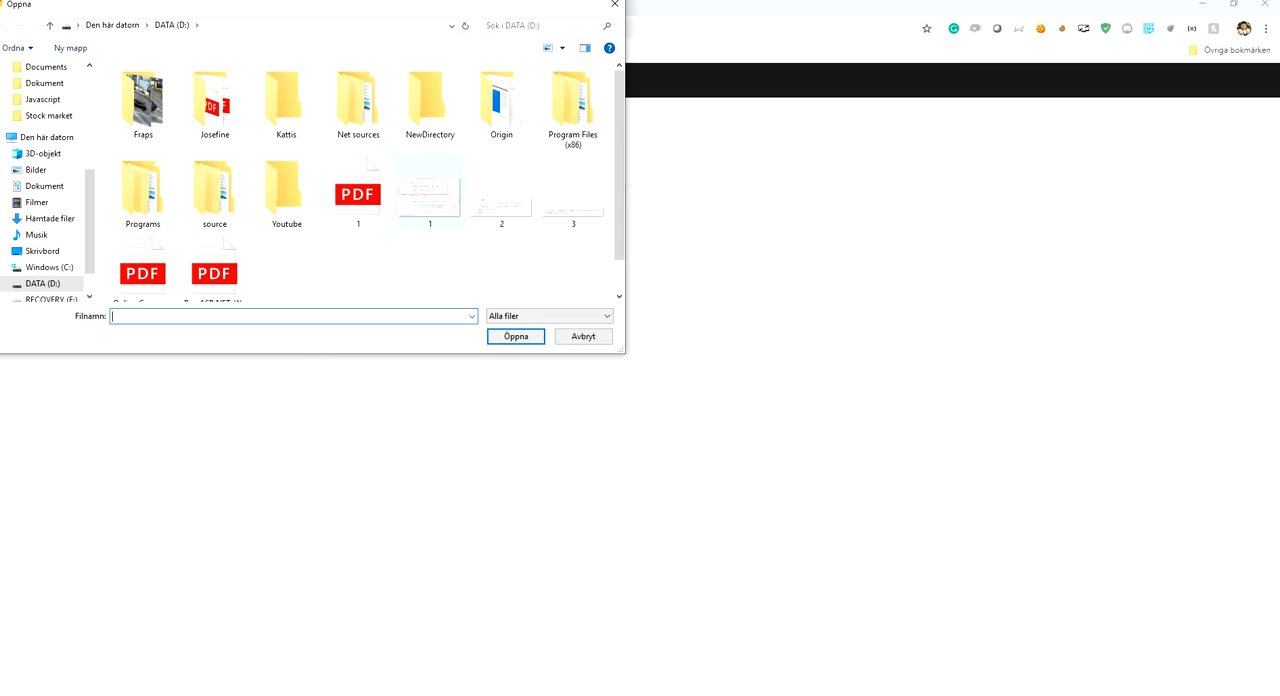 Öppna
Den här datorn
DATA (D:)
Sök i DATA (D:)
Ordna
Ny mapp
Övriga bokmärken
Documents
Dokument
Javascript
Stock market
Den här datorn
3D-objekt
Bilder
Dokument
Filmer
Hämtade filer
Musik
Skrivbord
Windows (C:)
DATA (D:)
RECOVERY (E:)
Fraps
Josefine
Kattis
Net sources
NewDirectory
Origin
Program Files (x86)
Programs
source
Youtube
PDF
1
1
2
3
PDF
PDF
Filnamn:
Alla filer
Öppna
Avbryt